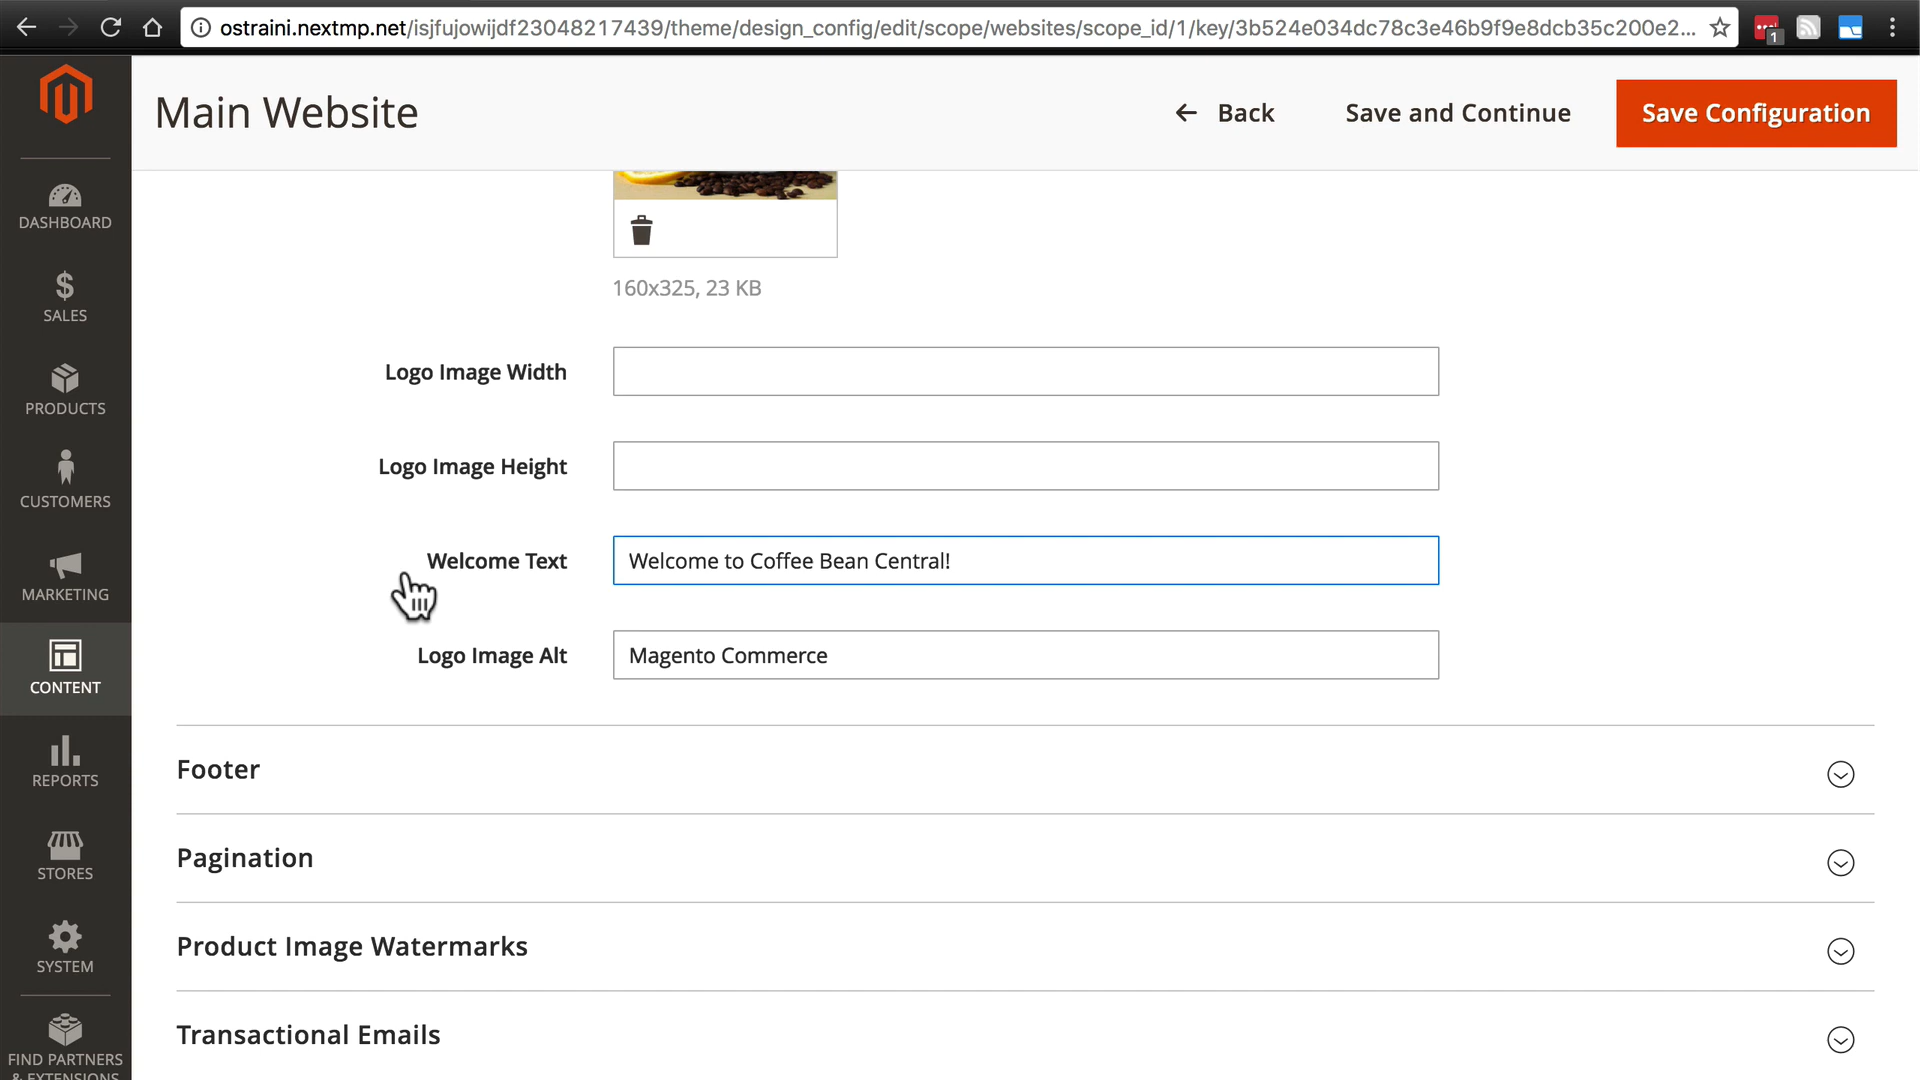 ostraini.nextmp.net/isjfujowijdf23048217439/theme/design_config/edit/scope/websites/scope_id/1/key/3b524e034dc78c3e46b9f9e8dcb35c200e2...
1
Main Website
Back
Save and Continue
Save Configuration
DASHBOARD
SALES
PRODUCTS
CUSTOMERS
MARKETING
CONTENT
REPORTS
STORES
SYSTEM
FIND PARTNERS
& EXTENSIONS
160x325, 23 KB
Logo Image Width
Logo Image Height
Welcome Text
Welcome to Coffee Bean Central!
Logo Image Alt
Magento Commerce
Footer
Pagination
Product Image Watermarks
Transactional Emails